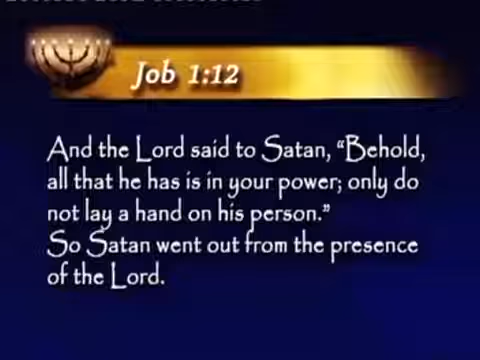 Job 1:12
And the Lord said to Satan, “Behold,
all that he has is in your power; only do
not lay a hand on his person.”
So Satan went out from the presence
of the Lord.